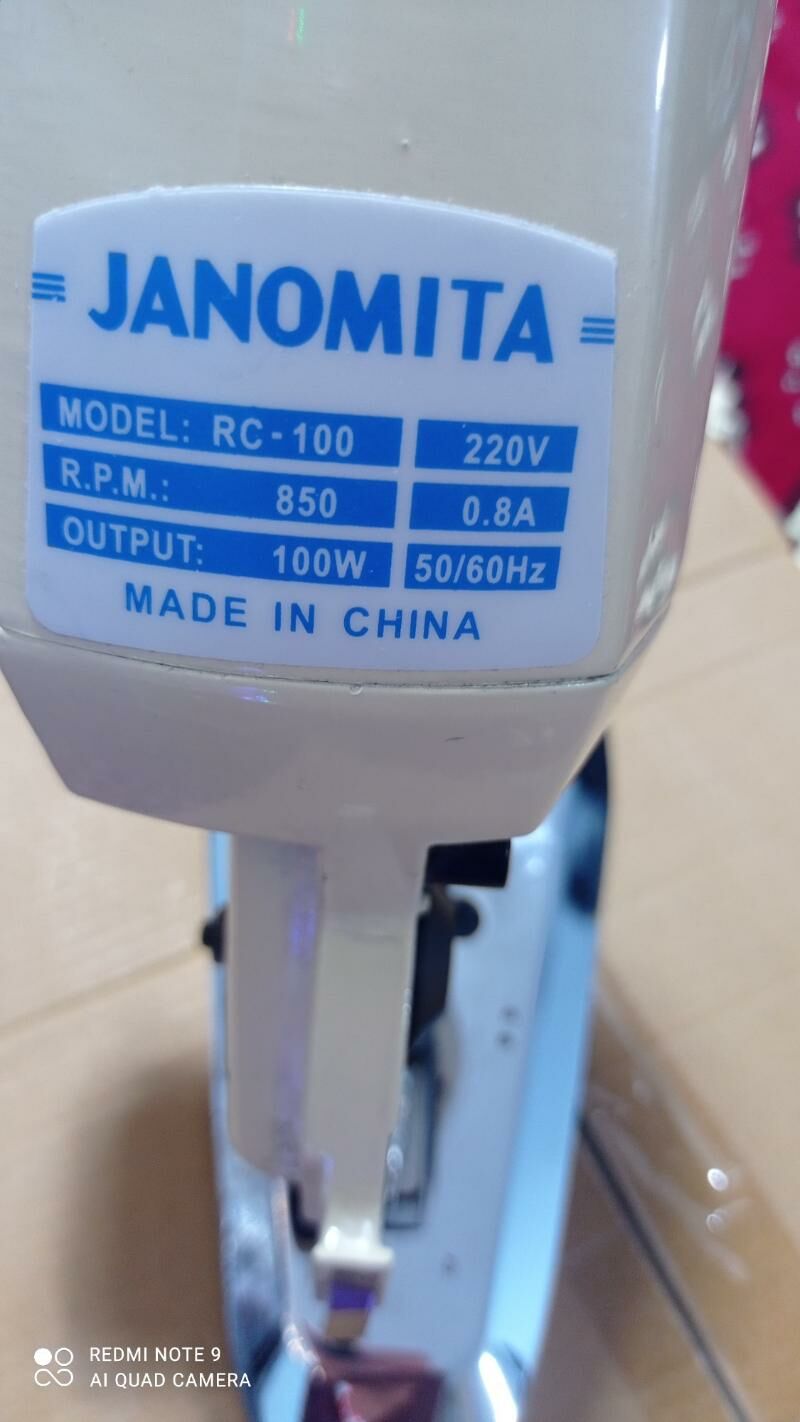 JANOMITA
MODEL: RC-100 220V
R.P.M.: 850 0.8A
OUTPUT: 100W 50/60Hz
MADE IN CHINA
REDMI NOTE 9
AI QUAD CAMERA